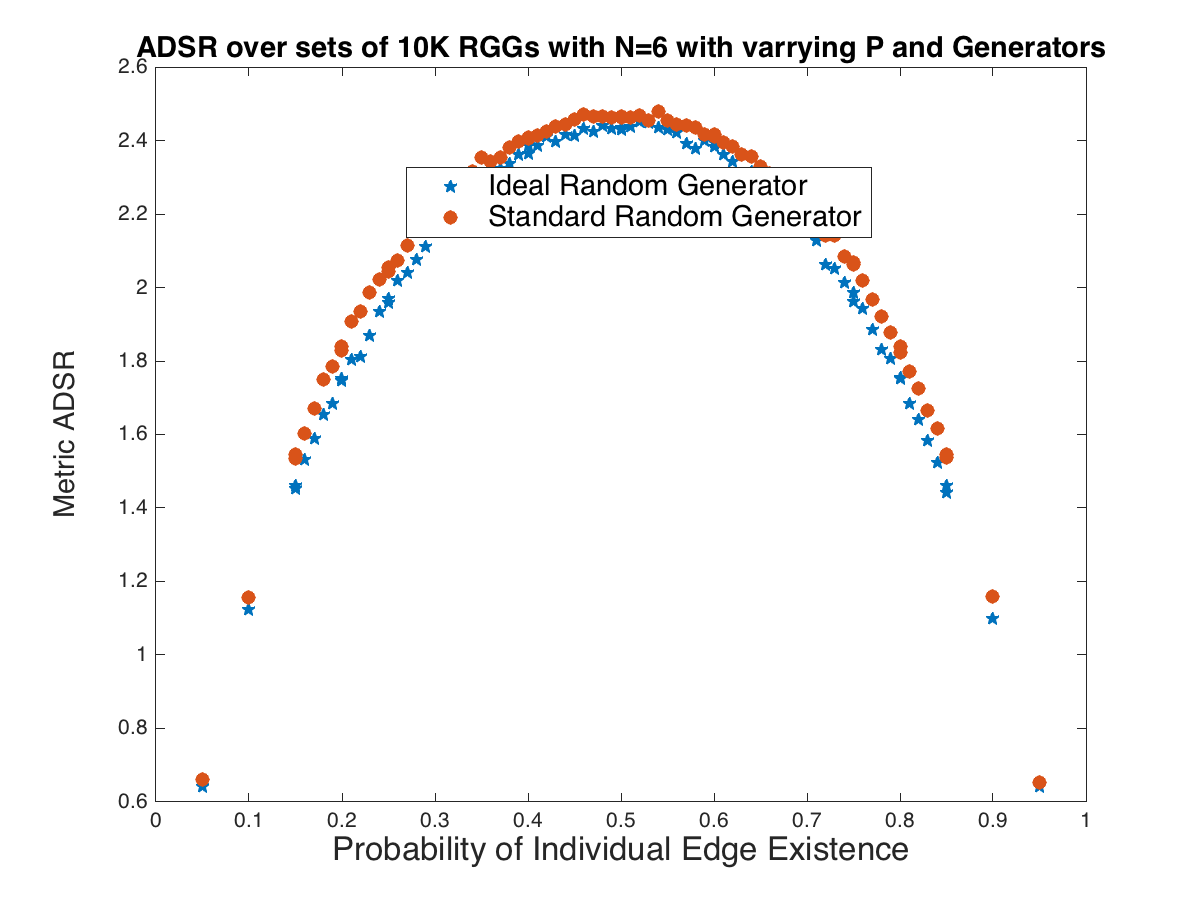 ADSR over sets of 10K RGGs with N=6 with varrying P and Generators
2.6
2.4
2.2
2
1.8
1.6
1.4
1.2
1
0.8
0.6
Metric ADSR
Ideal Random Generator
Standard Random Generator
0 0.1 0.2 0.3 0.4 0.5 0.6 0.7 0.8 0.9 1
Probability of Individual Edge Existence